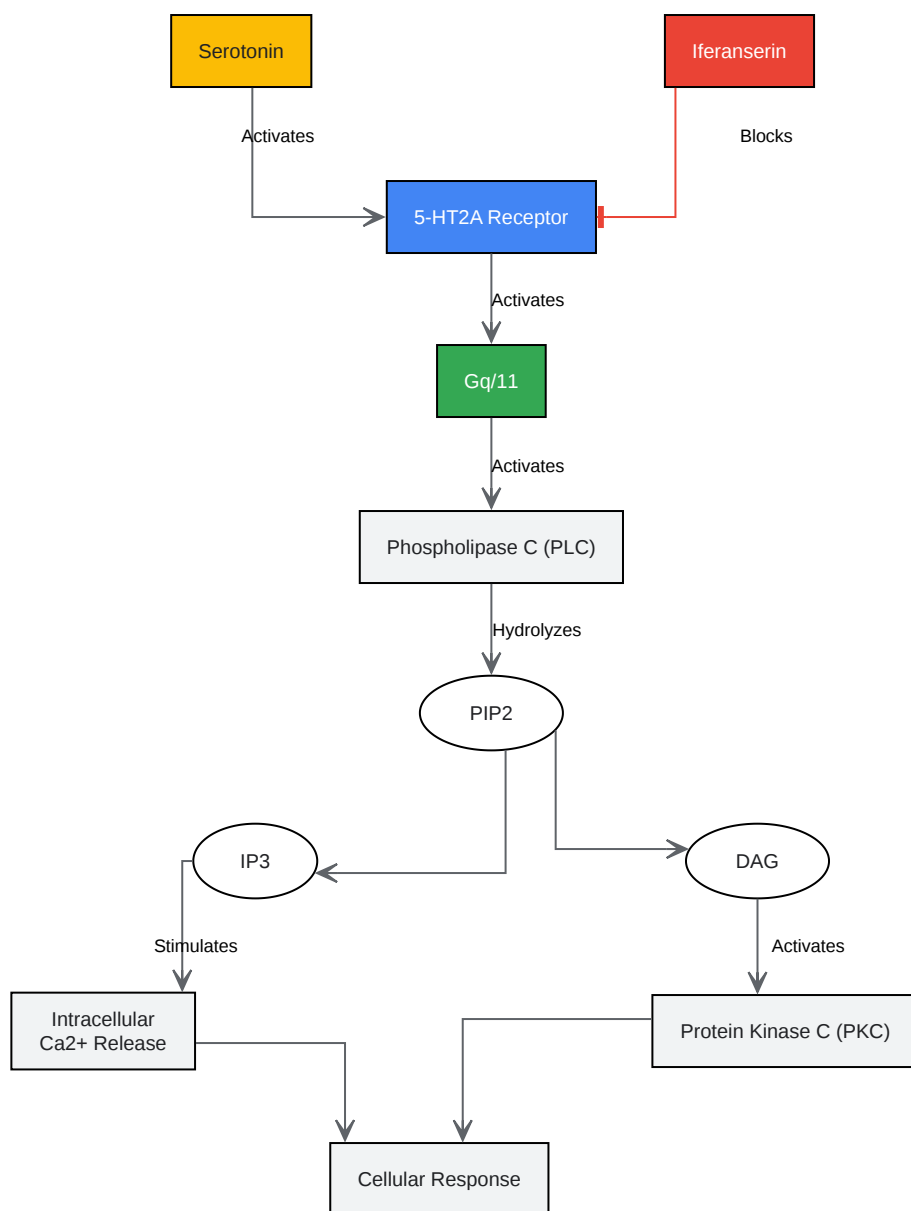 Serotonin
Iferanserin
Activates
Blocks
5-HT2A Receptor
Activates
Gq/11
Activates
Phospholipase C (PLC)
Hydrolyzes
PIP2
IP3
DAG
Stimulates
Activates
Intracellular
Ca2+ Release
Protein Kinase C (PKC)
Cellular Response